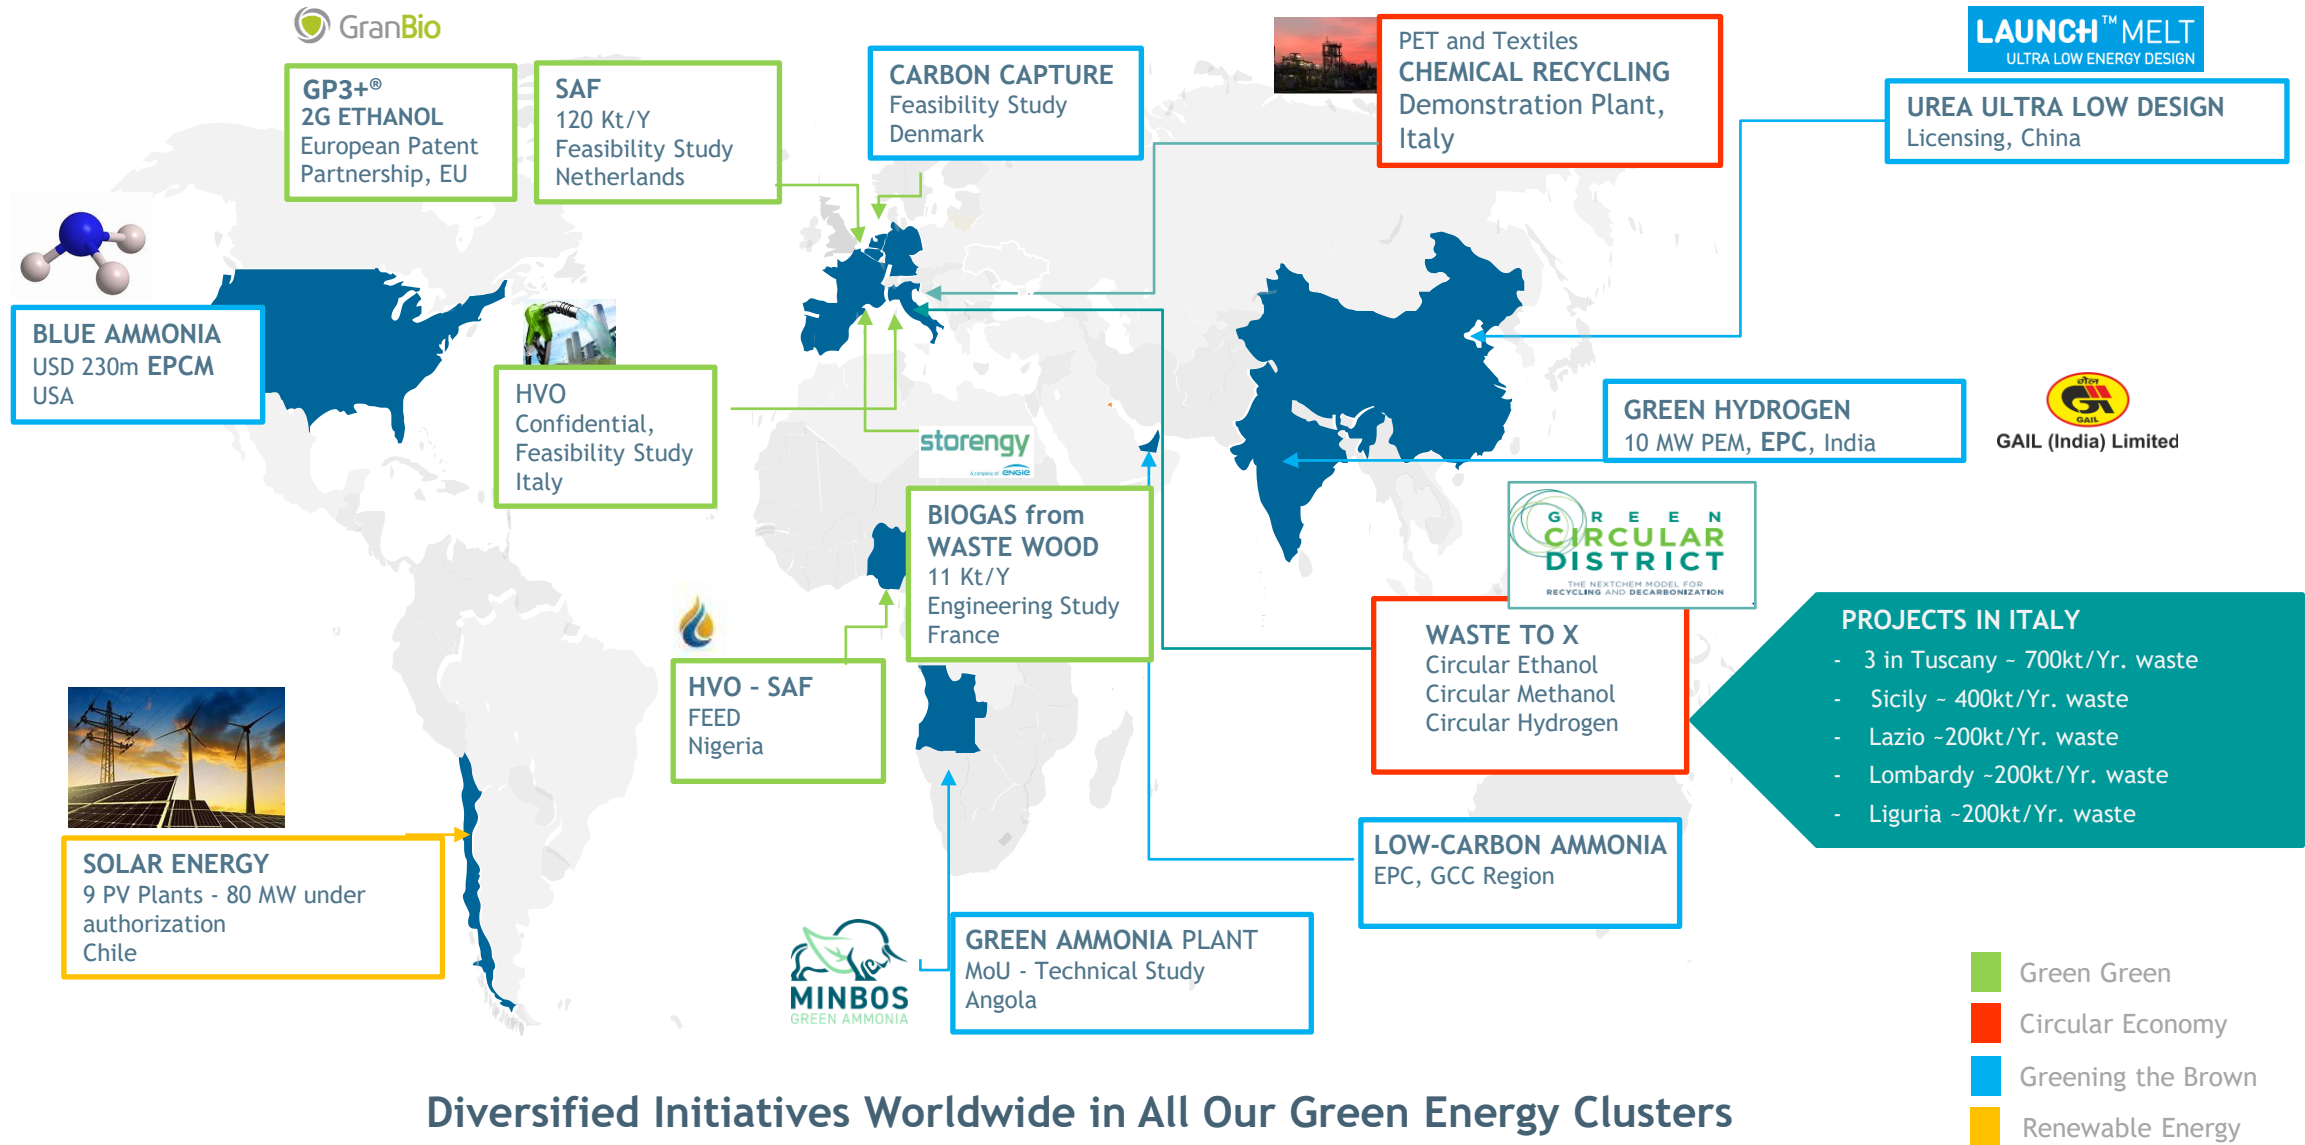 GranBio
GP3+®
2G ETHANOL
European Patent
Partnership, EU
SAF
120 Kt/Y
Feasibility Study
Netherlands
CARBON CAPTURE
Feasibility Study
Denmark
PET and Textiles
CHEMICAL RECYCLING
Demonstration Plant,
Italy
LAUNCH™ MELT
ULTRA LOW ENERGY DESIGN
UREA ULTRA LOW DESIGN
Licensing, China
BLUE AMMONIA
USD 230m EPCM
USA
HVO
Confidential,
Feasibility Study
Italy
storengy
A company of ENGIE
BIOGAS from
WASTE WOOD
11 Kt/Y
Engineering Study
France
GREEN HYDROGEN
10 MW PEM, EPC, India
गेल
GAIL
GAIL (India) Limited
GREEN
CIRCULAR
DISTRICT
THE NEXTCHEM MODEL FOR
RECYCLING AND DECARBONIZATION
WASTE TO X
Circular Ethanol
Circular Methanol
Circular Hydrogen
PROJECTS IN ITALY
- 3 in Tuscany ~ 700kt/Yr. waste
- Sicily ~ 400kt/Yr. waste
- Lazio ~200kt/Yr. waste
- Lombardy ~200kt/Yr. waste
- Liguria ~200kt/Yr. waste
HVO – SAF
FEED
Nigeria
SOLAR ENERGY
9 PV Plants - 80 MW under
authorization
Chile
LOW-CARBON AMMONIA
EPC, GCC Region
MINBOS
GREEN AMMONIA
GREEN AMMONIA PLANT
MoU - Technical Study
Angola
Green Green
Circular Economy
Greening the Brown
Renewable Energy
Diversified Initiatives Worldwide in All Our Green Energy Clusters